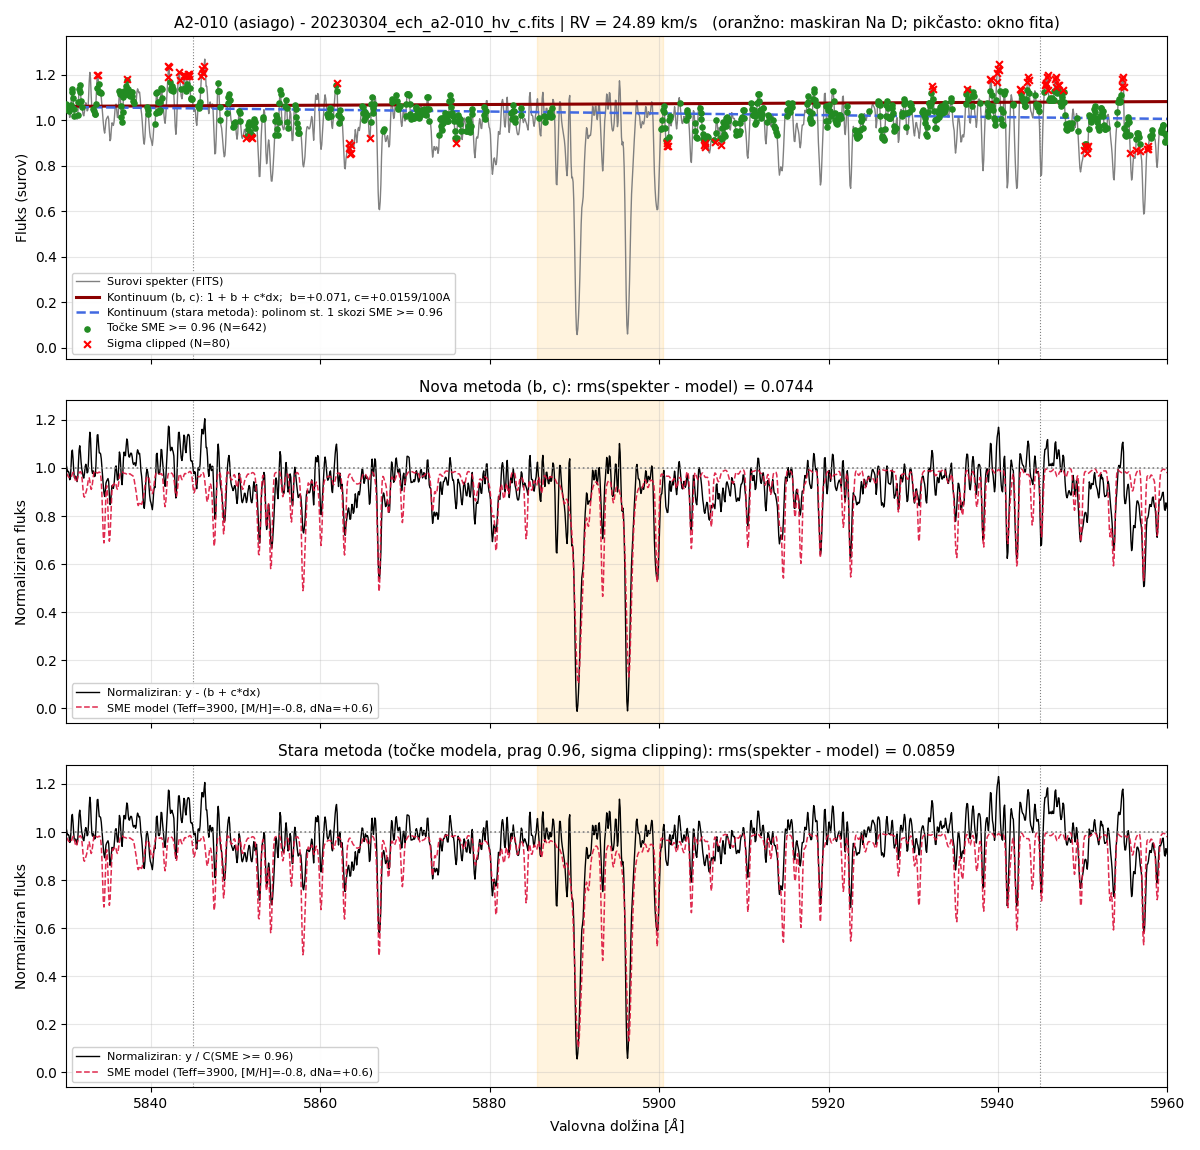 A2-010 (asiago) - 20230304_ech_a2-010_hv_c.fits | RV = 24.89 km/s   (oranžno: maskiran Na D; pikčasto: okno fita)
Fluks (surov)
1.2
1.0
0.8
0.6
0.4
0.2
0.0
Surovi spekter (FITS)
Kontinuum (b, c): 1 + b + c*dx;  b=+0.071, c=+0.0159/100A
Kontinuum (stara metoda): polinom st. 1 skozi SME >= 0.96
Točke SME >= 0.96 (N=642)
Sigma clipped (N=80)
Nova metoda (b, c): rms(spekter - model) = 0.0744
Normaliziran fluks
1.2
1.0
0.8
0.6
0.4
0.2
0.0
Normaliziran: y - (b + c*dx)
SME model (Teff=3900, [M/H]=-0.8, dNa=+0.6)
Stara metoda (točke modela, prag 0.96, sigma clipping): rms(spekter - model) = 0.0859
Normaliziran fluks
1.2
1.0
0.8
0.6
0.4
0.2
0.0
Normaliziran: y / C(SME >= 0.96)
SME model (Teff=3900, [M/H]=-0.8, dNa=+0.6)
5840 5860 5880 5900 5920 5940 5960
Valovna dolžina [Å]